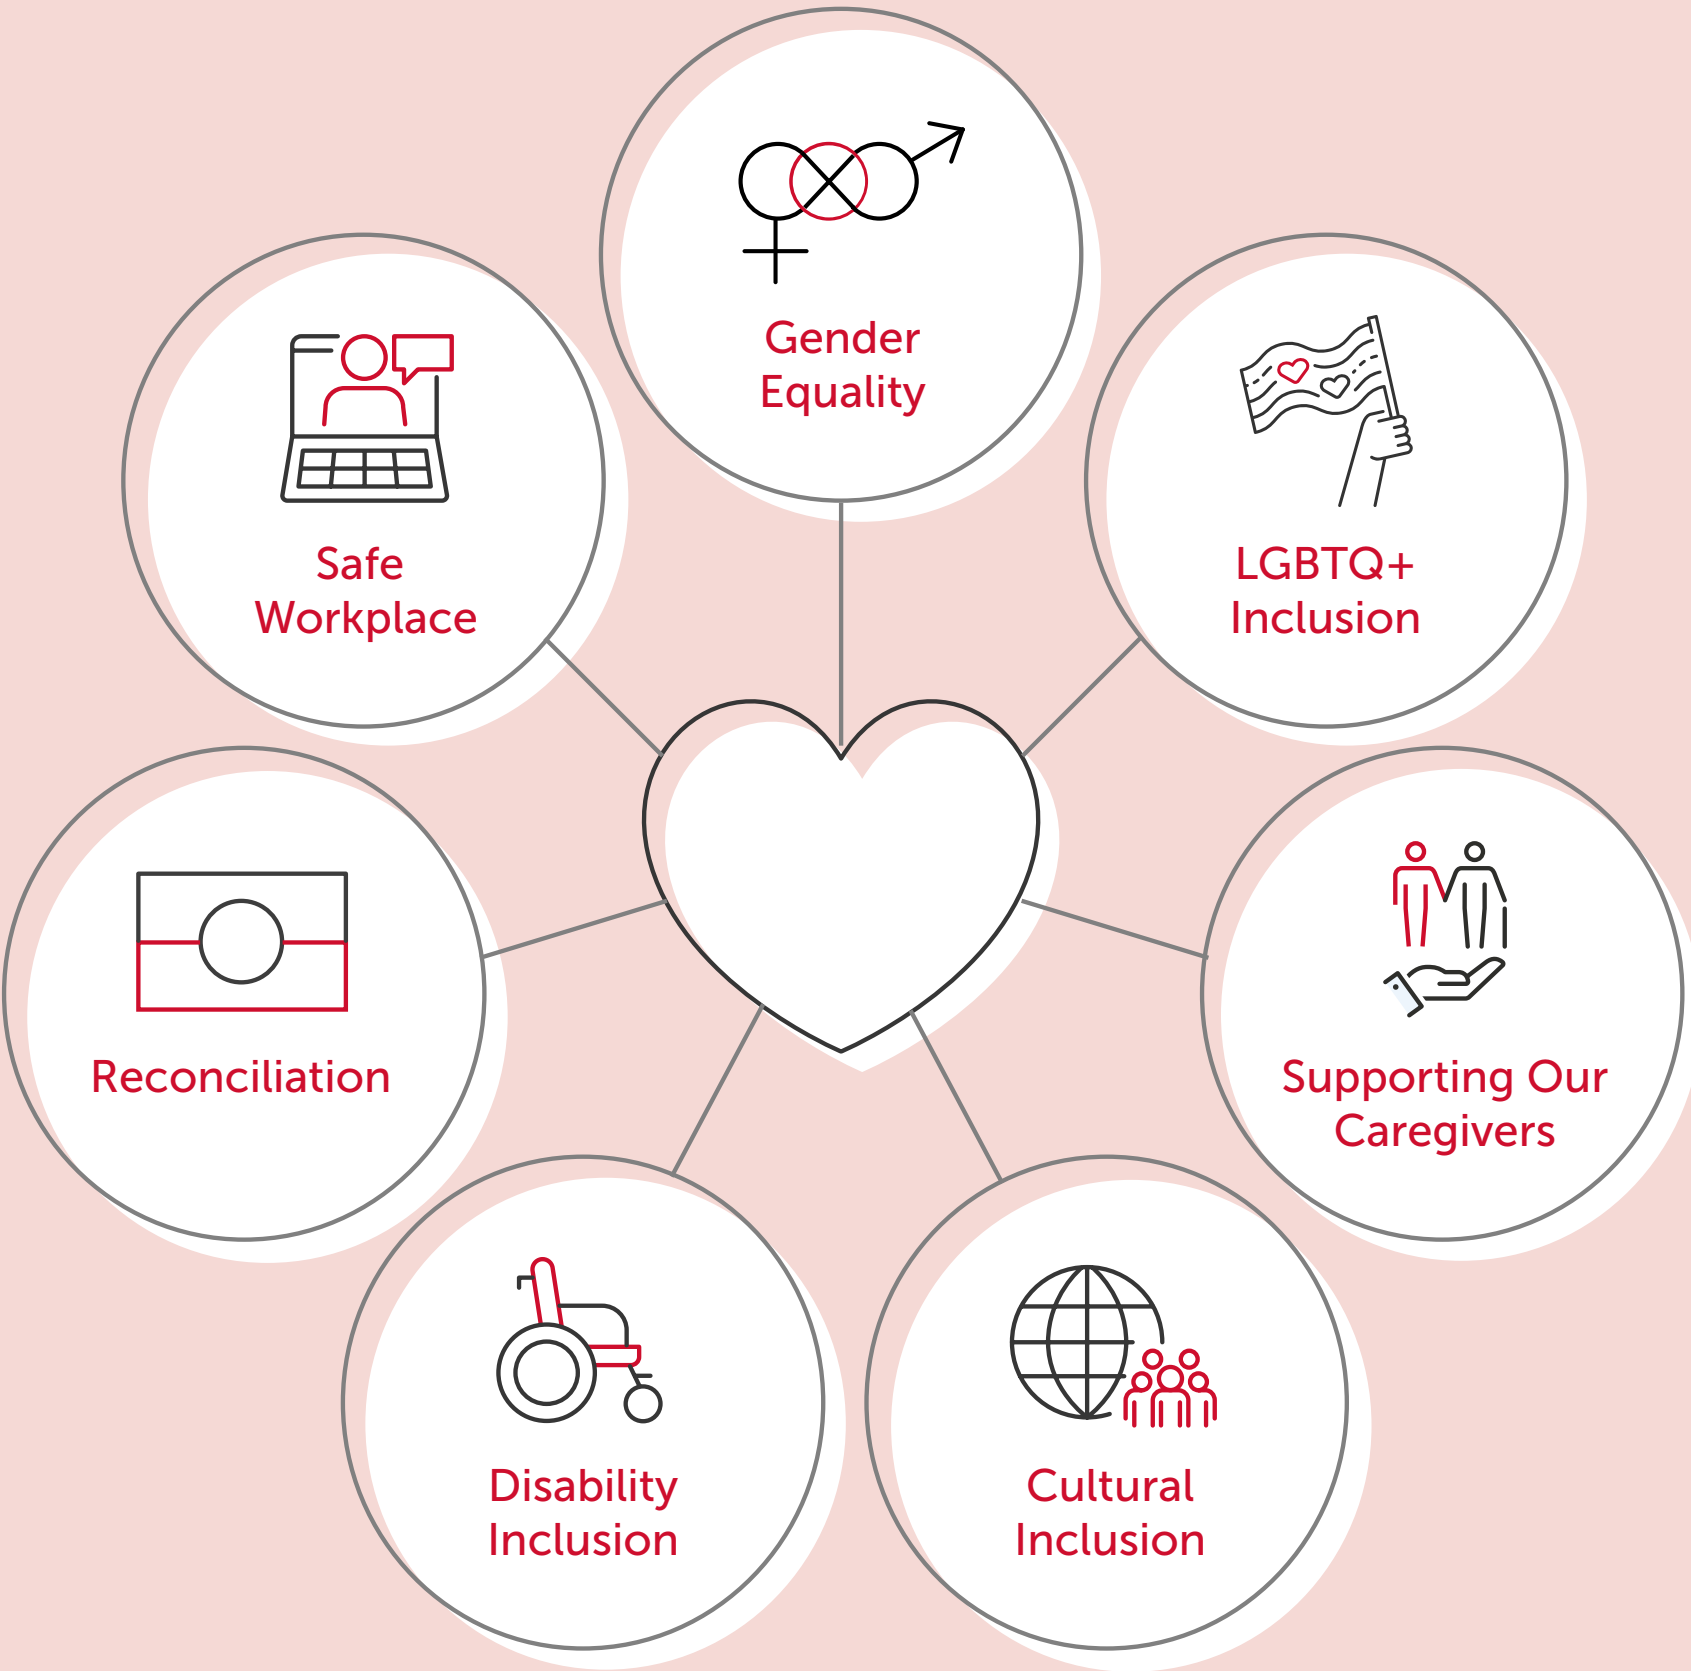 Gender
Equality
Safe
Workplace
LGBTQ+
Inclusion
Reconciliation
Supporting Our
Caregivers
Disability
Inclusion
Cultural
Inclusion